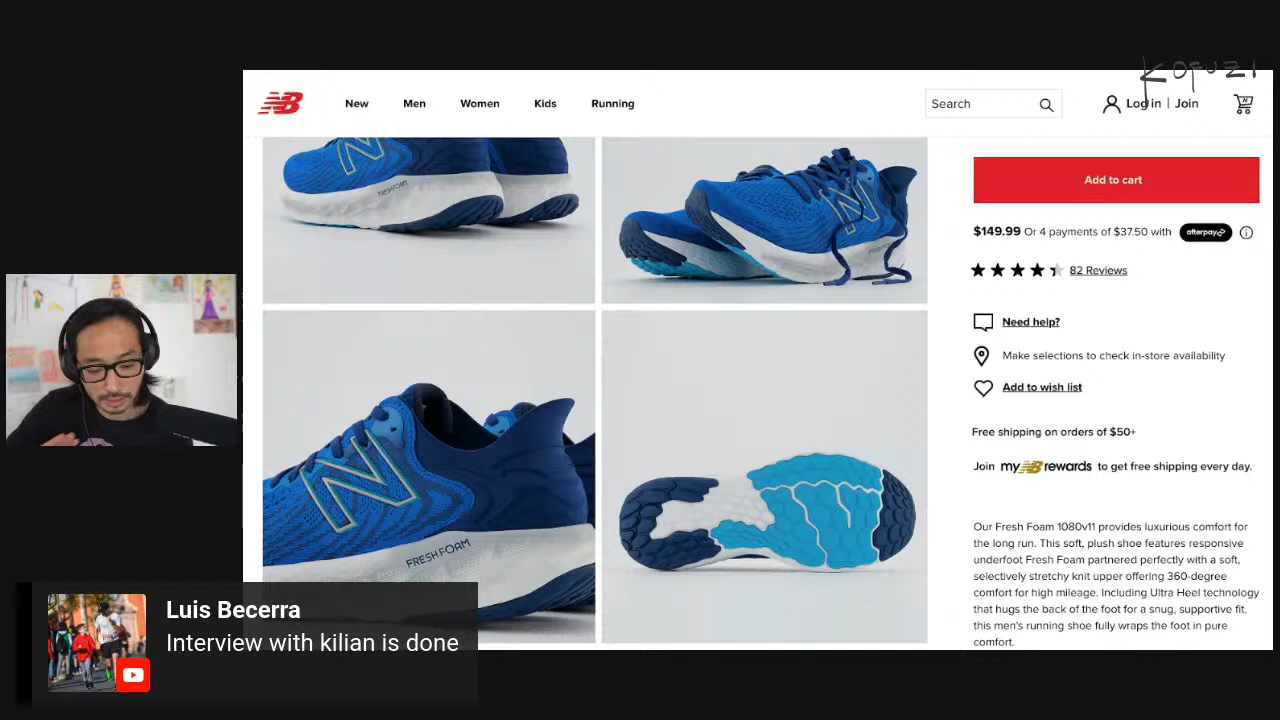 KOFUZI
NB
New
Men
Women
Kids
Running
Search
Log in | Join
N
FRESH FOAM
N
N
FRESH FOAM
Add to cart
$149.99 Or 4 payments of $37.50 with afterpay
82 Reviews
Need help?
Make selections to check in-store availability
Add to wish list
Free shipping on orders of $50+
Join myNBrewards to get free shipping every day.
Our Fresh Foam 1080v11 provides luxurious comfort for
the long run. This soft, plush shoe features responsive
underfoot Fresh Foam partnered perfectly with a soft,
selectively stretchy knit upper offering 360-degree
comfort for high mileage. Including Ultra Heel technology
that hugs the back of the foot for a snug, supportive fit,
this men's running shoe fully wraps the foot in pure
comfort.
N
FRESH FOAM
Luis Becerra
Interview with kilian is done